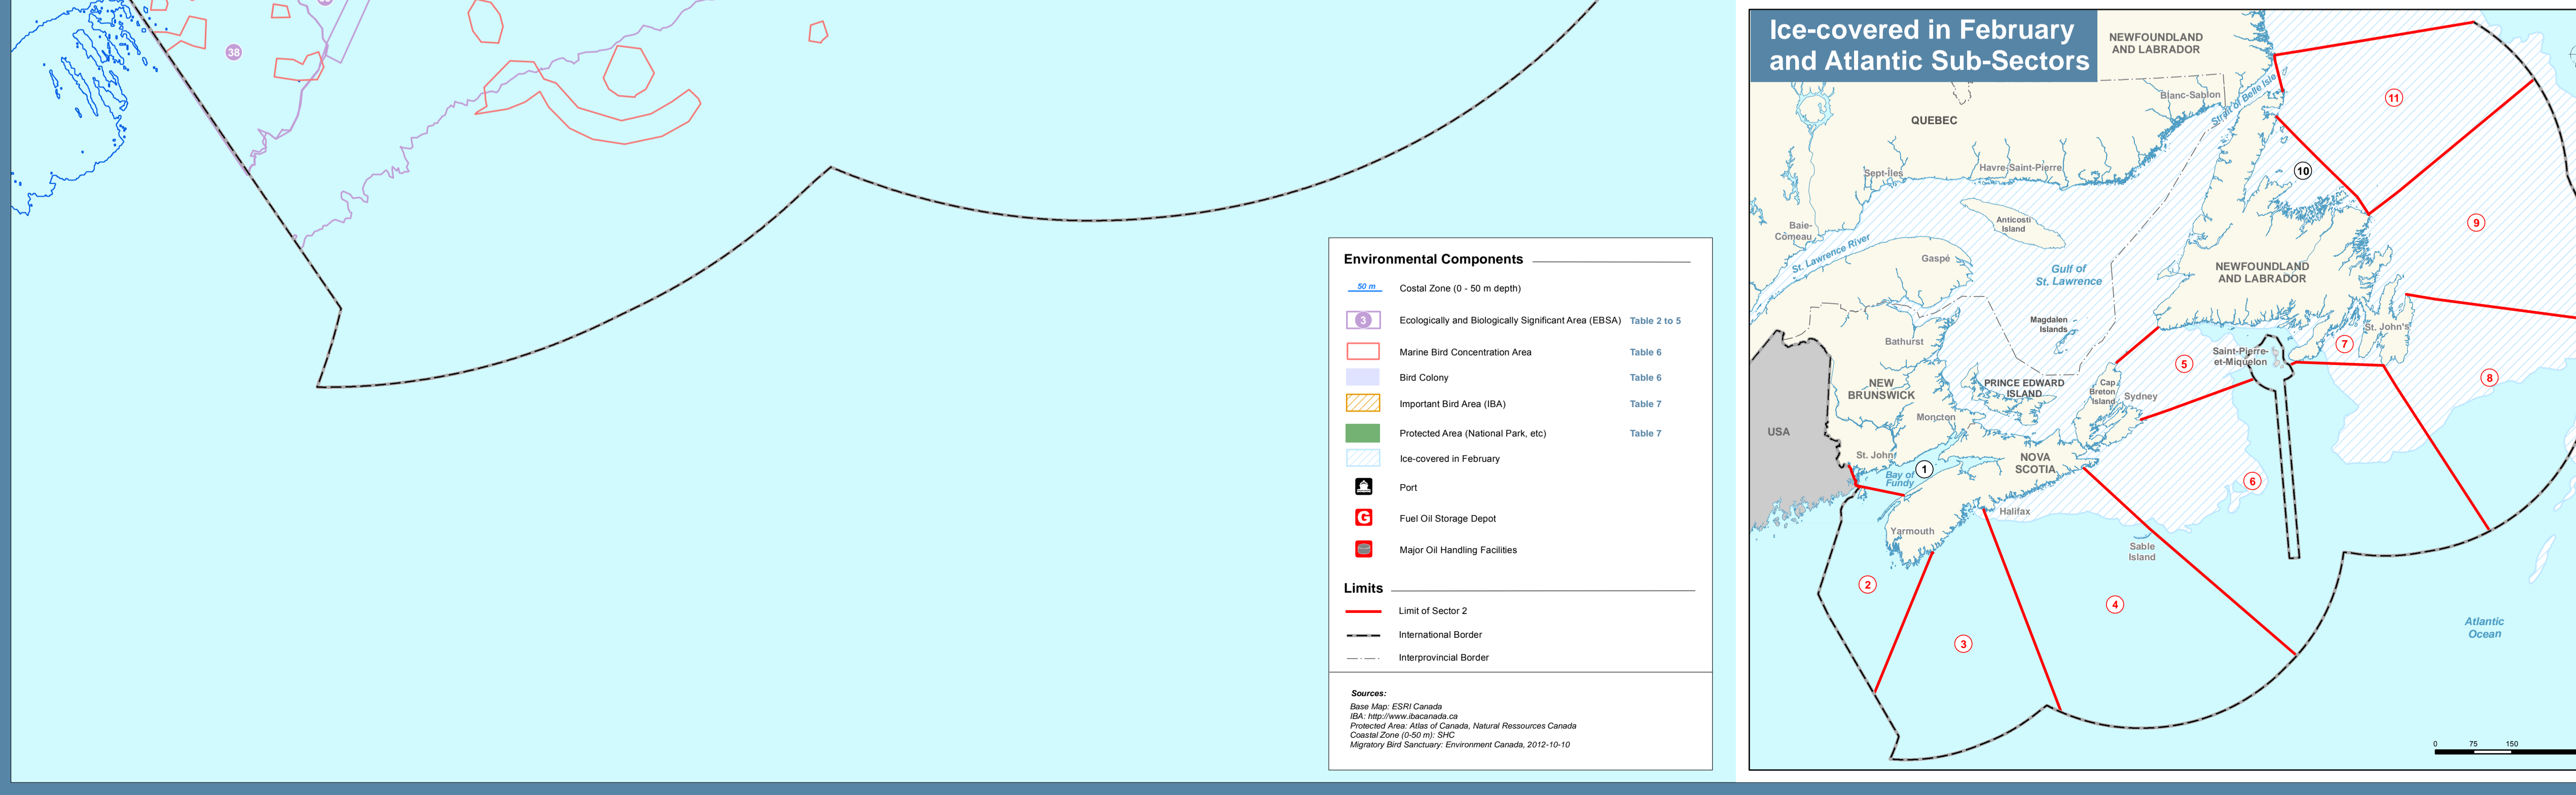 38
Environmental Components
50 m
Costal Zone (0 - 50 m depth)
3
Ecologically and Biologically Significant Area (EBSA) Table 2 to 5
Marine Bird Concentration Area Table 6
Bird Colony Table 6
Important Bird Area (IBA) Table 7
Protected Area (National Park, etc) Table 7
Ice-covered in February
Port
G
Fuel Oil Storage Depot
Major Oil Handling Facilities
Limits
Limit of Sector 2
International Border
Interprovincial Border
Sources:
Base Map: ESRI Canada
IBA: http://www.ibacanada.ca
Protected Area: Atlas of Canada, Natural Ressources Canada
Coastal Zone (0-50 m): SHC
Migratory Bird Sanctuary: Environment Canada, 2012-10-10
Ice-covered in February
and Atlantic Sub-Sectors
NEWFOUNDLAND
AND LABRADOR
Blanc-Sablon
Strait of Belle Isle
11
QUEBEC
Havre-Saint-Pierre
Sept-Iles
10
Anticosti
Island
9
Baie-
Comeau
St. Lawrence River
Gaspé
Gulf of
St. Lawrence
NEWFOUNDLAND
AND LABRADOR
Magdalen
Islands
St. John's
Bathurst
7
Saint-Pierre-
et-Miquelon
5
8
NEW
BRUNSWICK
PRINCE EDWARD
ISLAND
Cap
Breton
Island
Sydney
Moncton
USA
St. John
NOVA
SCOTIA
1
Bay of
Fundy
6
Halifax
Yarmouth
Sable
Island
2
4
3
Atlantic
Ocean
0 75 150